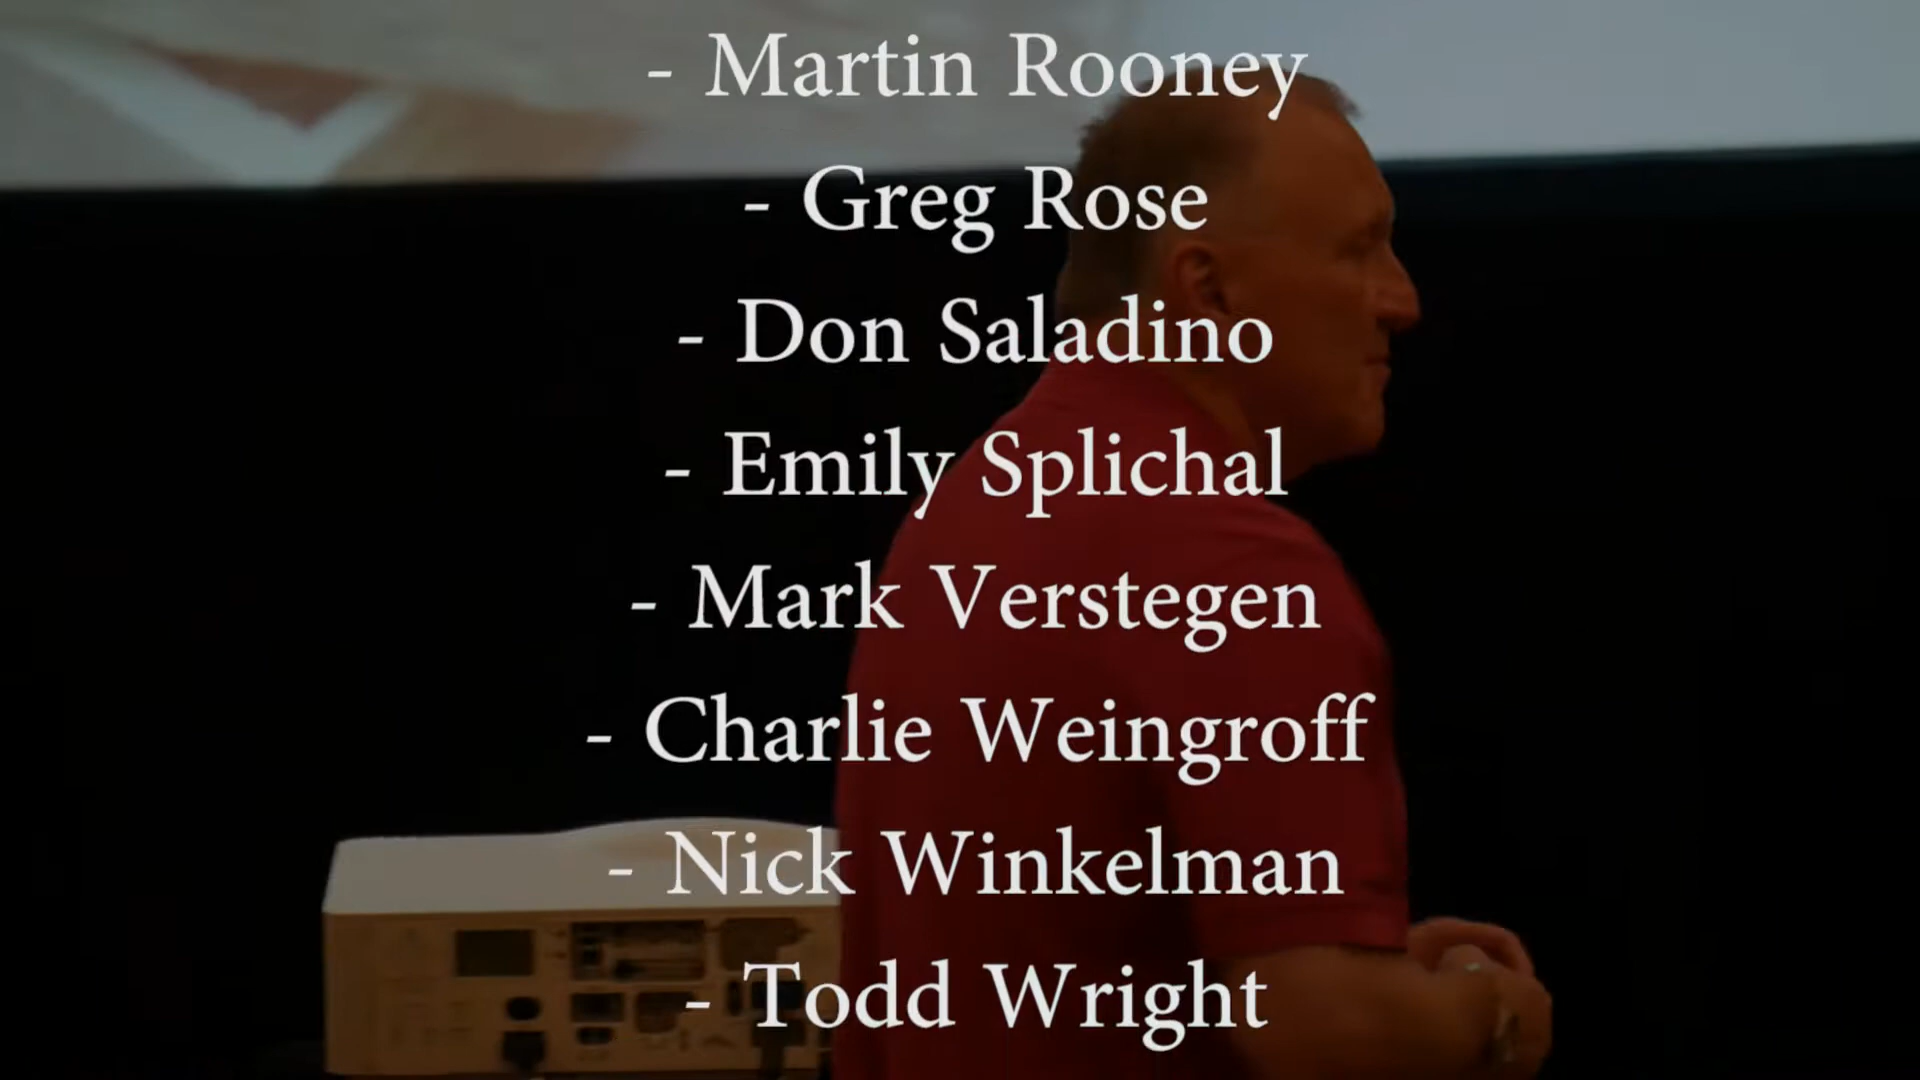 - Martin Rooney
- Greg Rose
- Don Saladino
- Emily Splichal
- Mark Verstegen
- Charlie Weingroff
- Nick Winkelman
- Todd Wright